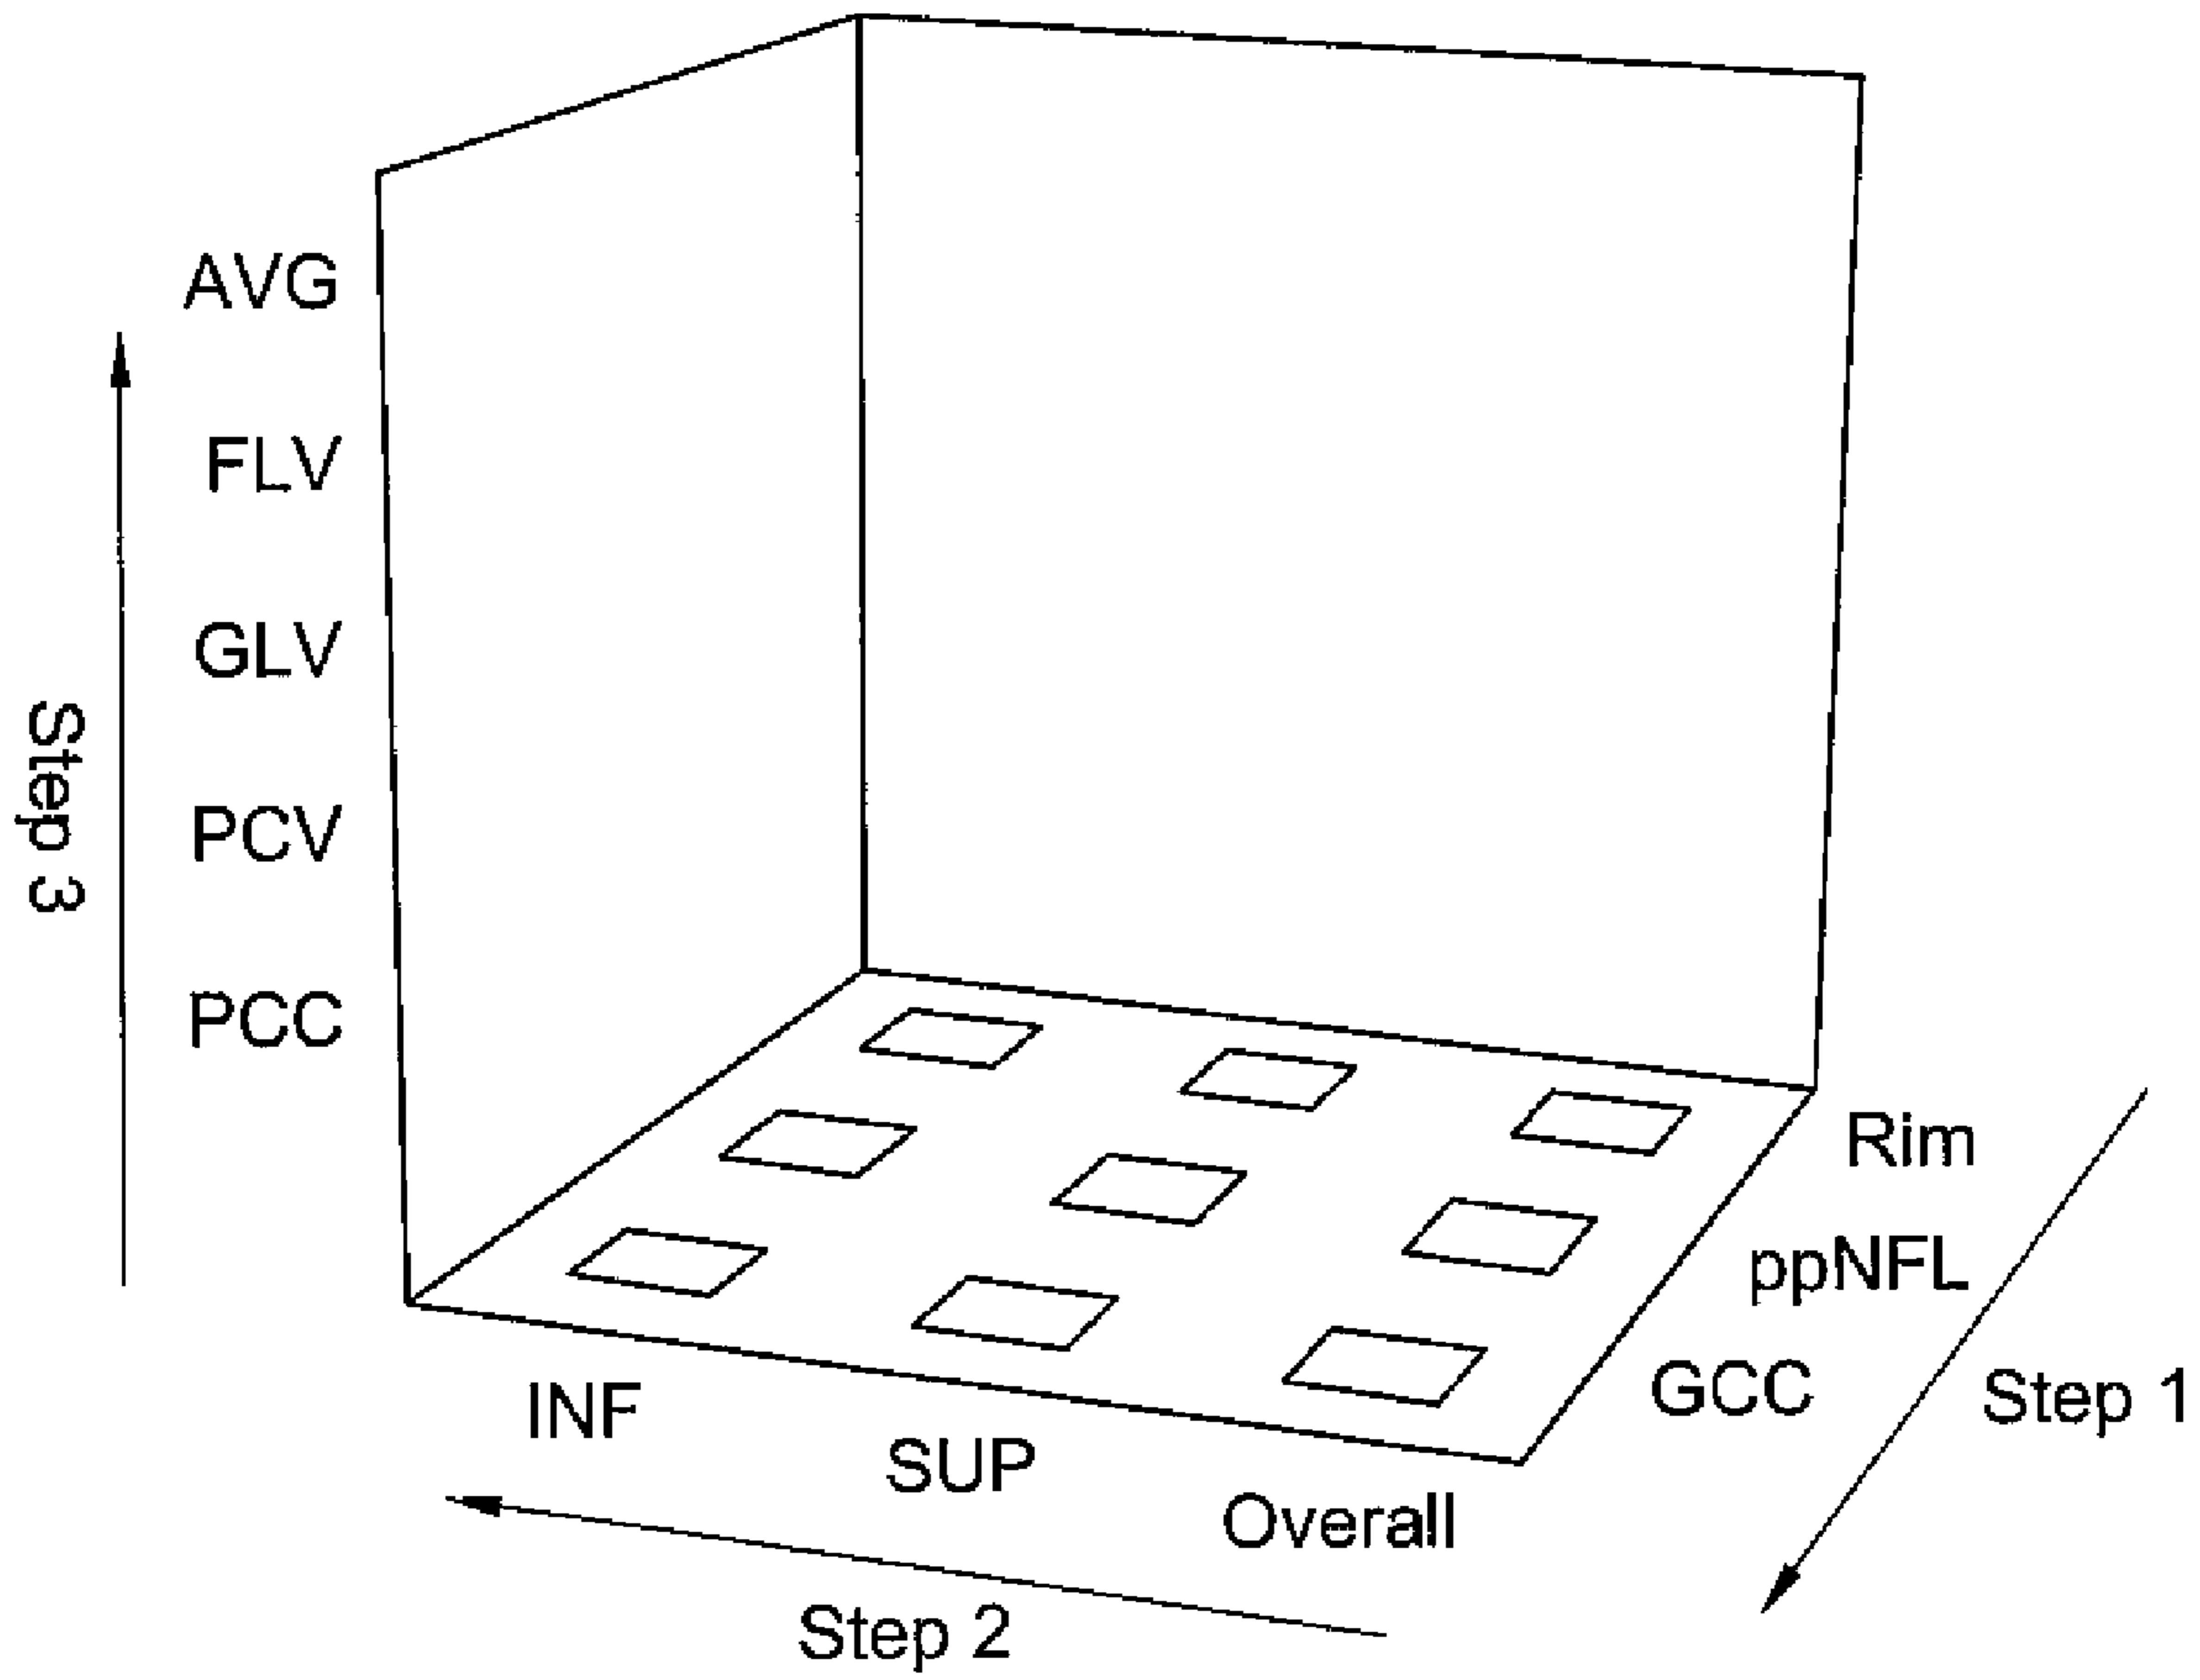 AVG
FLV
GLV
PCV
PCC
Step 3
Rim
ppNFL
GCC
Step 1
INF
SUP
Overall
Step 2